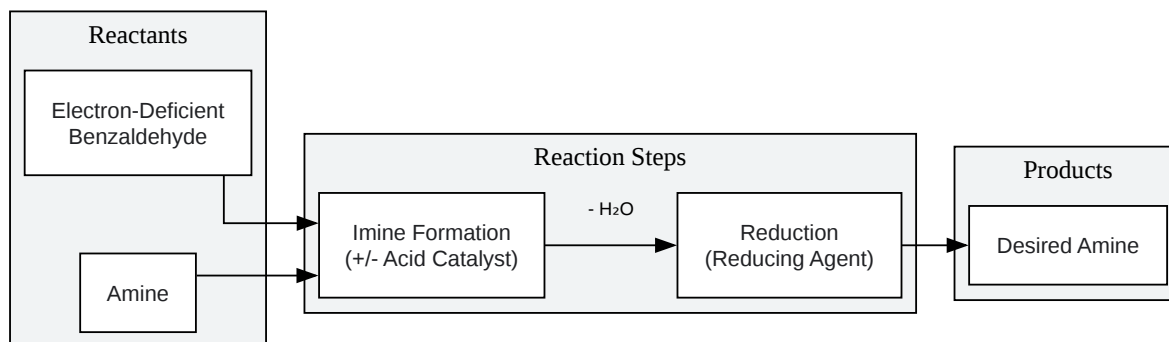 Reactants
Electron-Deficient
Benzaldehyde
Amine
Reaction Steps
Imine Formation
(+/- Acid Catalyst)
- H₂O
Reduction
(Reducing Agent)
Products
Desired Amine